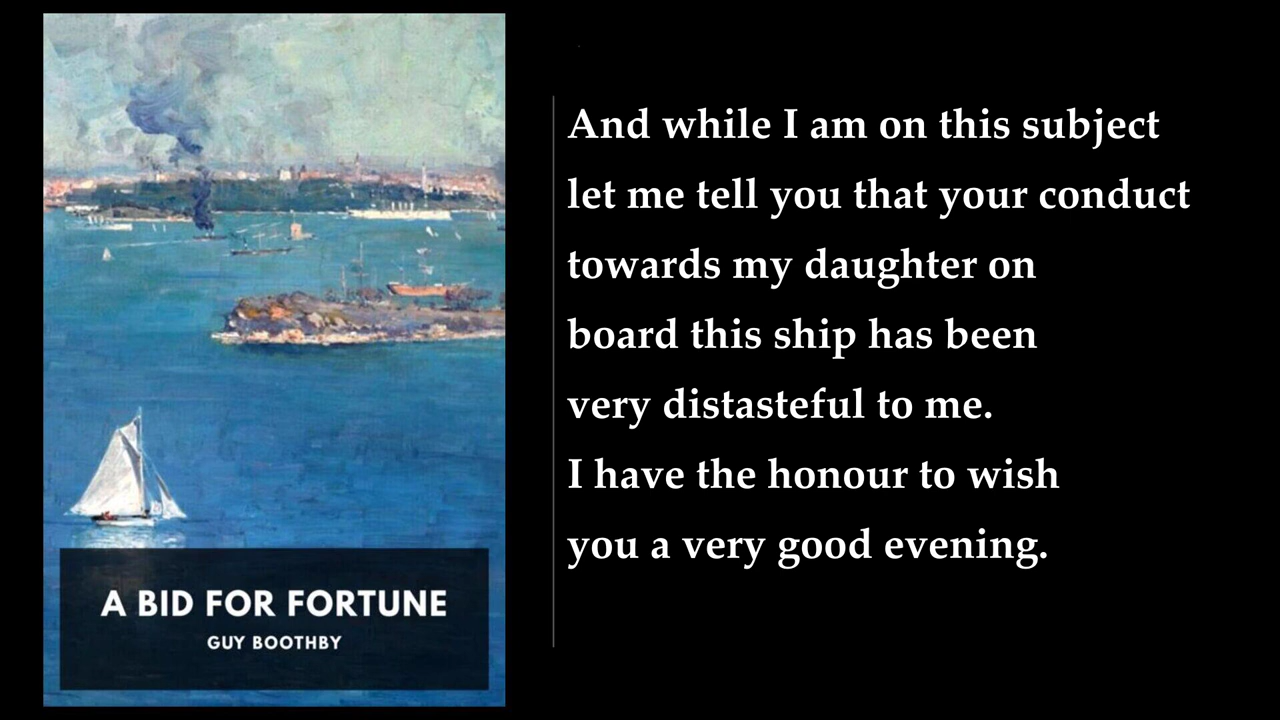 A BID FOR FORTUNE
GUY BOOTHBY
And while I am on this subject
let me tell you that your conduct
towards my daughter on
board this ship has been
very distasteful to me.
I have the honour to wish
you a very good evening.